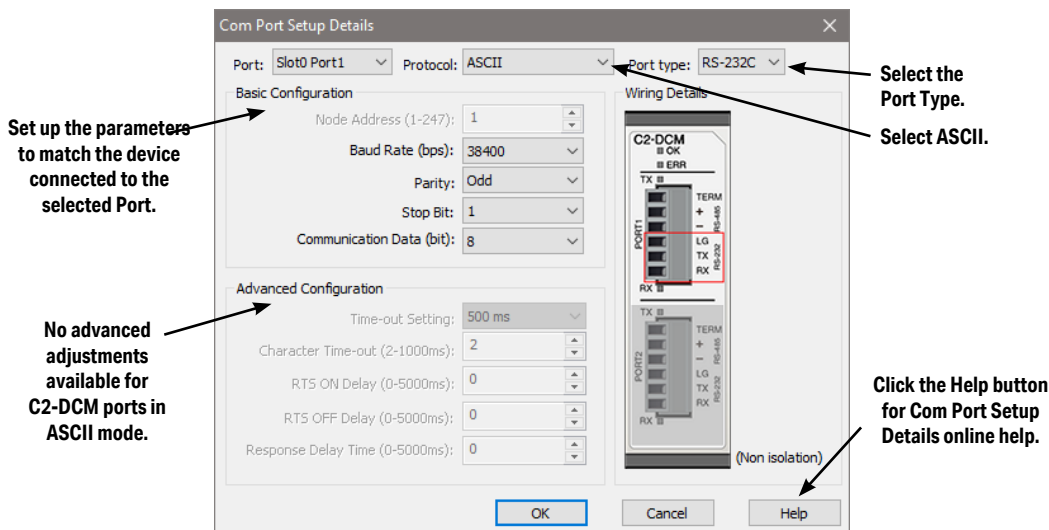 Com Port Setup Details
Port: Slot0 Port1 Protocol: ASCII Port type: RS-232C
Select the
Port Type.
Select ASCII.
Set up the parameters
to match the device
connected to the
selected Port.
Basic Configuration
Node Address (1-247): 1
Baud Rate (bps): 38400
Parity: Odd
Stop Bit: 1
Communication Data (bit): 8
No advanced
adjustments
available for
C2-DCM ports in
ASCII mode.
Advanced Configuration
Time-out Setting: 500 ms
Character Time-out (2-1000ms): 2
RTS ON Delay (0-5000ms): 0
RTS OFF Delay (0-5000ms): 0
Response Delay Time (0-5000ms): 0
Wiring Details
C2-DCM
OK
ERR
TX
PORT1
TERM
+
-
RS-485
LG
TX
RX
RS-232
RX
TX
PORT2
TERM
+
-
RS-485
LG
TX
RX
RS-232
RX
(Non isolation)
Click the Help button
for Com Port Setup
Details online help.
OK Cancel Help